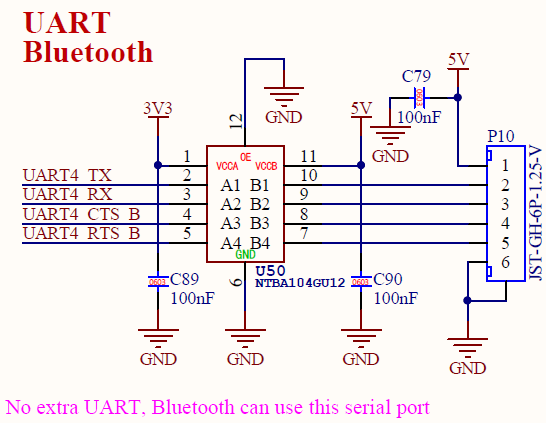 UART
Bluetooth
C79
5V
0603
100nF
GND
GND
3V3
12
5V
P10
1
OE
11
VCCA
VCCB
1
UART4_TX
2
A1
B1
10
2
UART4_RX
3
A2
B2
9
3
UART4_CTS_B
4
A3
B3
8
4
UART4_RTS_B
5
A4
B4
7
5
GND
6
JST-GH-6P-1.25-V
6
U50
NTBA104GU12
0603
C89
100nF
0603
C90
100nF
GND
GND
GND
GND
No extra UART, Bluetooth can use this serial port